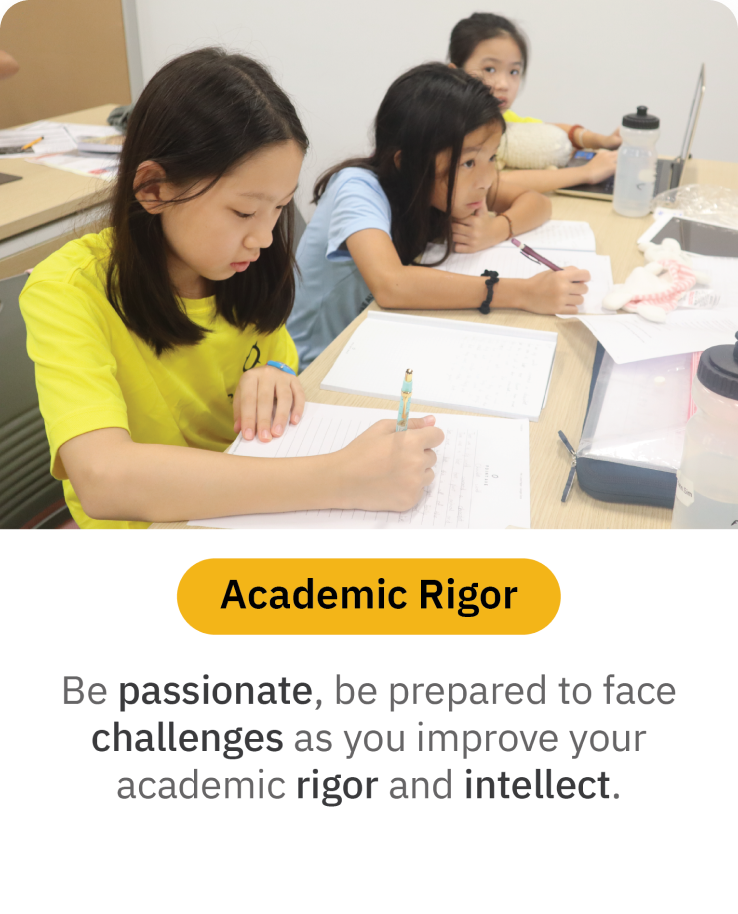 Academic Rigor
Be passionate, be prepared to face
challenges as you improve your
academic rigor and intellect.